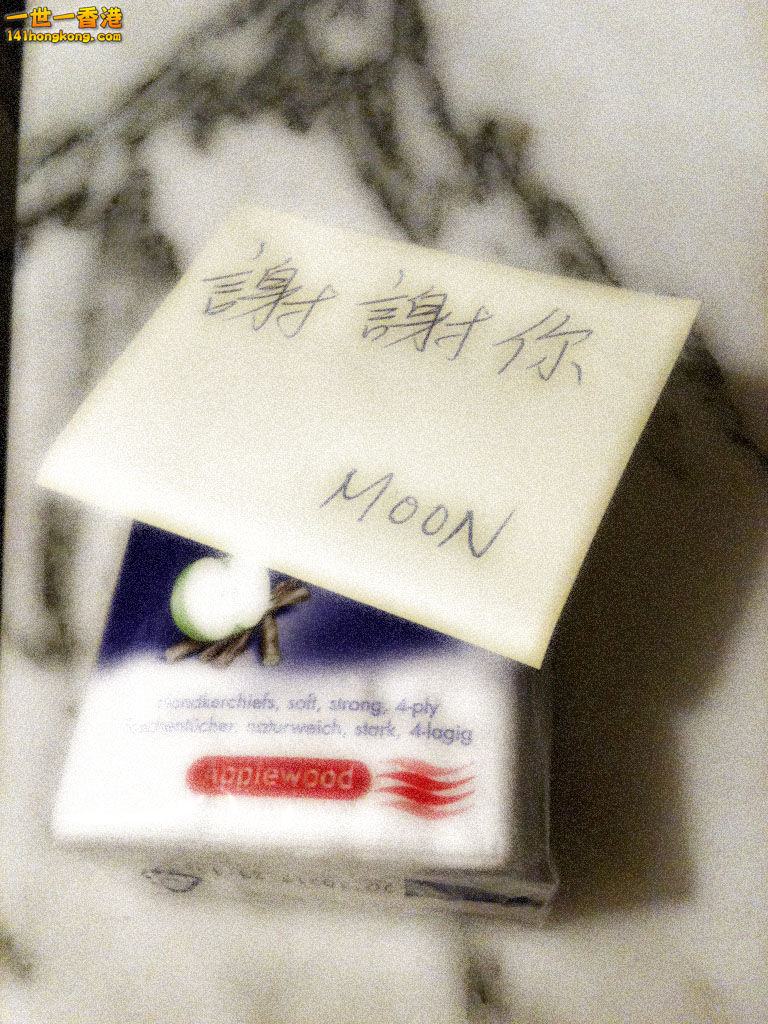 一世一香港
141hongkong.com
謝謝你
MOON
Handkerchiefs, soft, strong, 4-ply
Taschentücher, naturweich, stark, 4-lagig
applewood